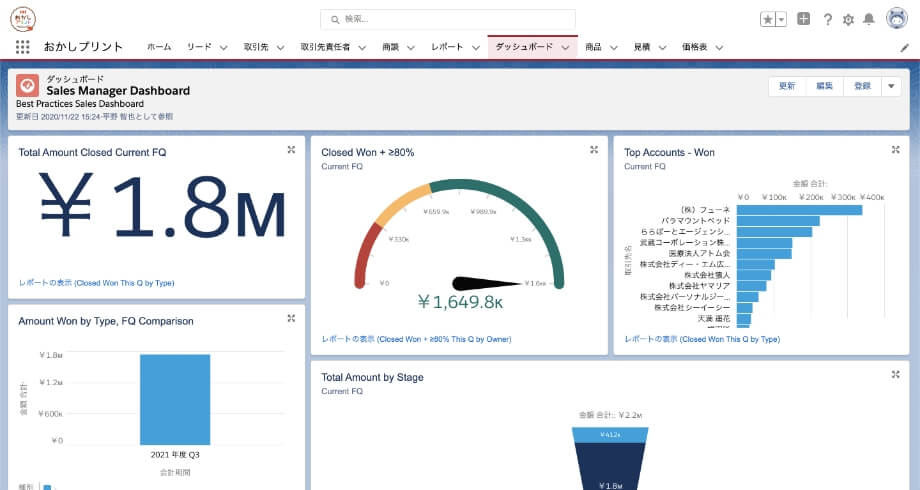 おかし
プリント
検索...
おかしプリント
ホーム
リード
取引先
取引先責任者
商談
レポート
ダッシュボード
商品
見積
価格表
ダッシュボード
Sales Manager Dashboard
Best Practices Sales Dashboard
更新日 2020/11/22 15:24·平野 智也として参照
更新
編集
登録
Total Amount Closed Current FQ
¥1.8M
レポートの表示 (Closed Won This Q by Type)
Closed Won + ≥80%
Current FQ
¥0
¥330K
¥659.9K
¥989.9K
¥1.3M
¥1.6M
¥1,649.8K
レポートの表示 (Closed Won + ≥80% This Q by Owner)
Top Accounts - Won
Current FQ
金額 合計:
¥0 ¥100K ¥200K ¥300K ¥400K
取引先名
（株）フューネ
パラマウントベッド
ららぽーとエージェンシ...
武蔵コーポレーション株...
医療法人アトム会
株式会社ディー・エム広...
株式会社猿人
株式会社ヤマリア
株式会社パーソナルジー...
株式会社シーイーシー
天満 蓮花
レポートの表示 (Closed Won This Q by Type)
Amount Won by Type, FQ Comparison
金額 合計:
¥1.8M
¥1.2M
¥600K
¥0
2021 年度 Q3
会計期間
種別
Total Amount by Stage
Current FQ
金額 合計:: ¥2.2M
¥412K
¥1.8M